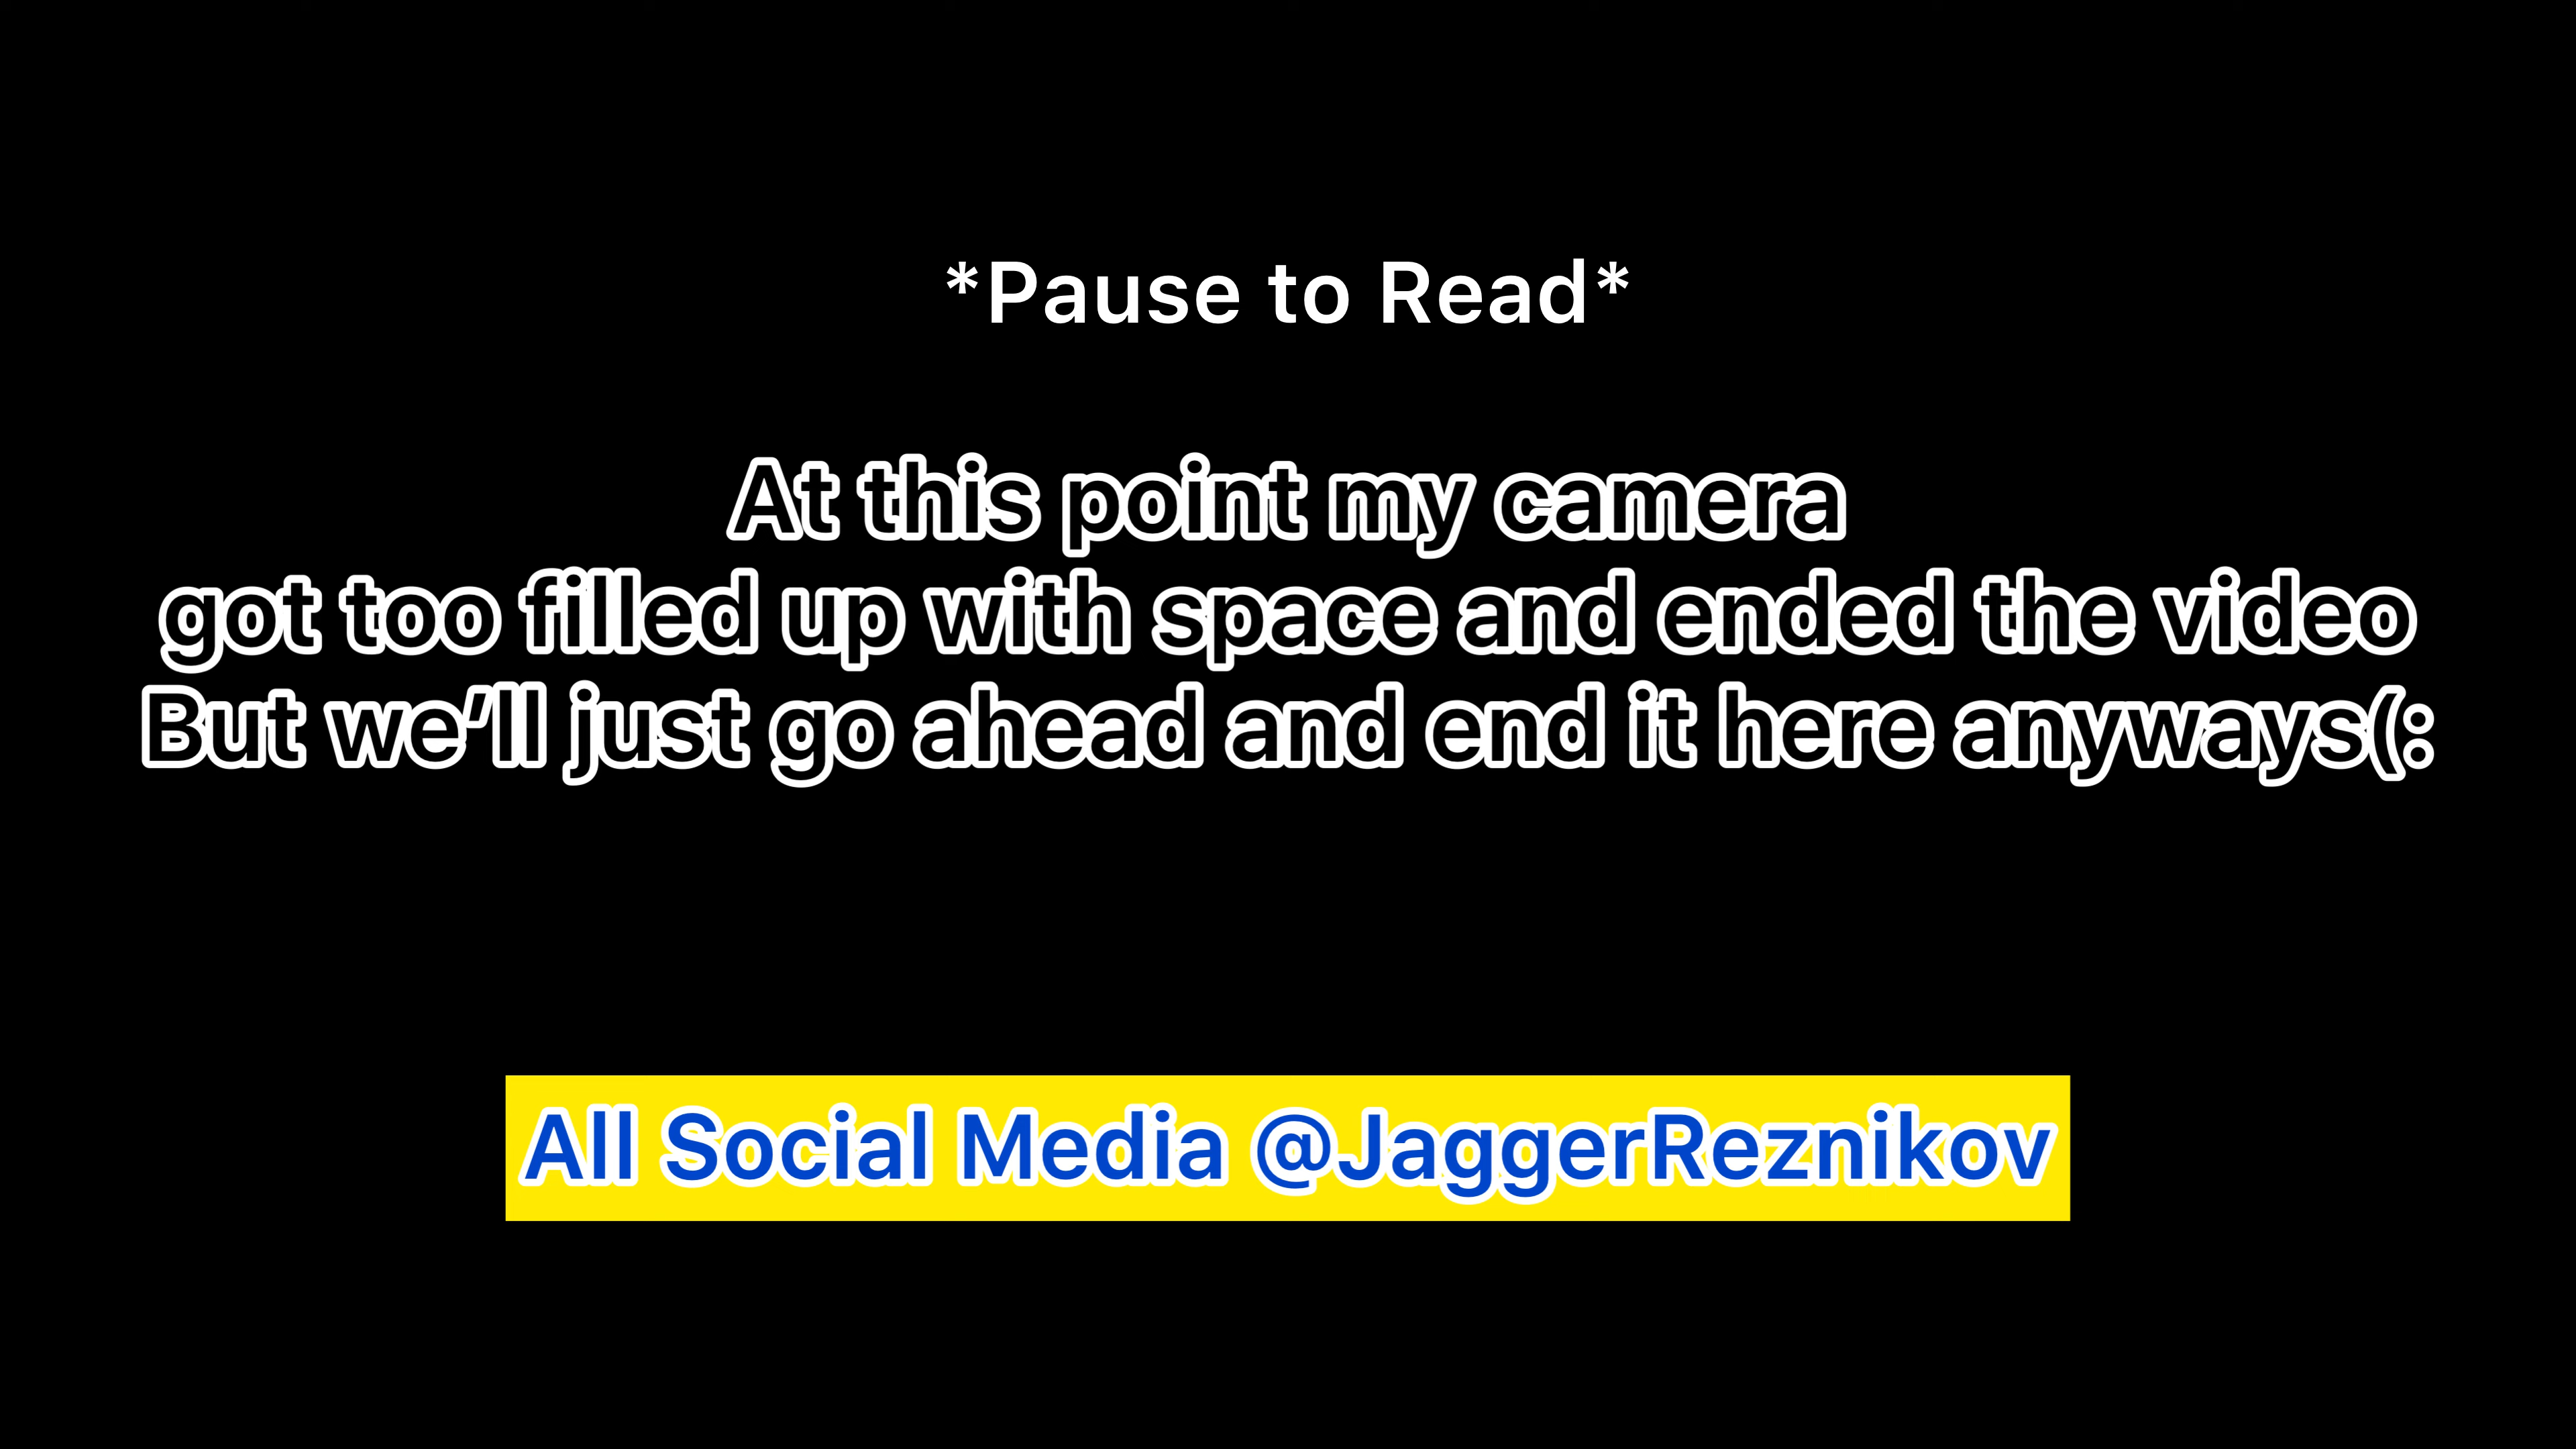 *Pause to Read*
At this point my camera
got too filled up with space and ended the video
But we’ll just go ahead and end it here anyways(:
All Social Media @JaggerReznikov